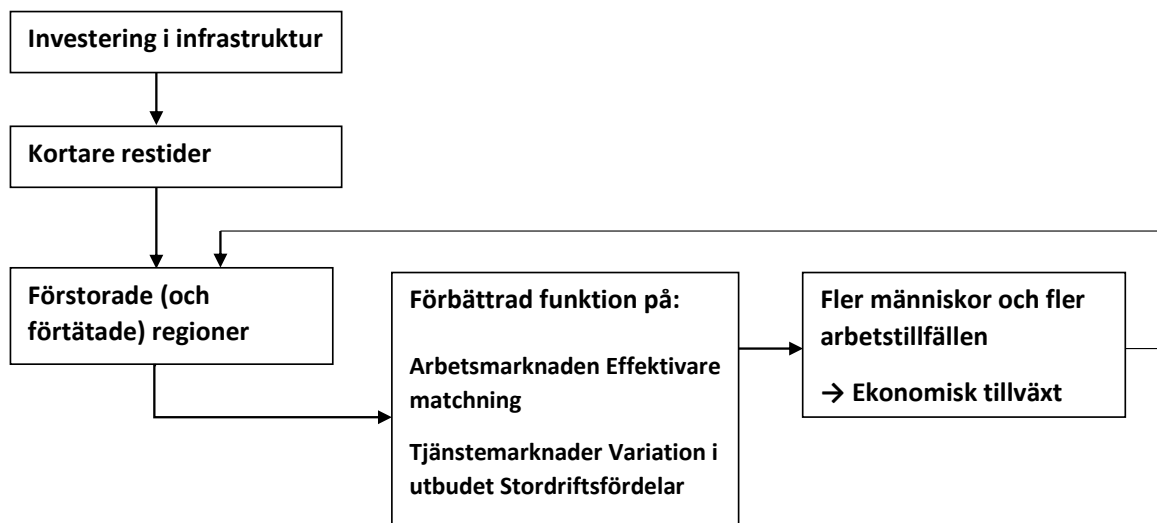 Investering i infrastruktur
Kortare restider
Förstorade (och
förtätade) regioner
Förbättrad funktion på:
Arbetsmarknaden Effektivare
matchning
Tjänstemarknader Variation i
utbudet Stordriftsfördelar
Fler människor och fler
arbetstillfällen
→ Ekonomisk tillväxt